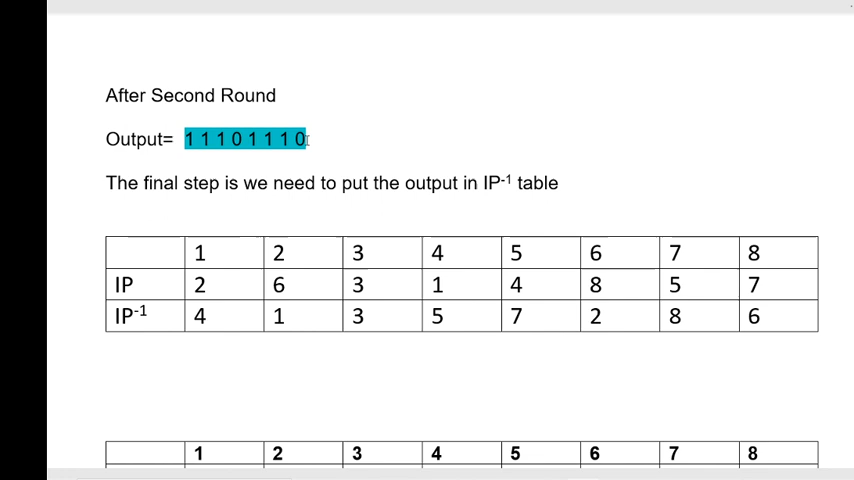 After Second Round
Output= 1 1 1 0 1 1 1 0
The final step is we need to put the output in IP⁻¹ table
1 2 3 4 5 6 7 8
IP 2 6 3 1 4 8 5 7
IP⁻¹ 4 1 3 5 7 2 8 6
1 2 3 4 5 6 7 8